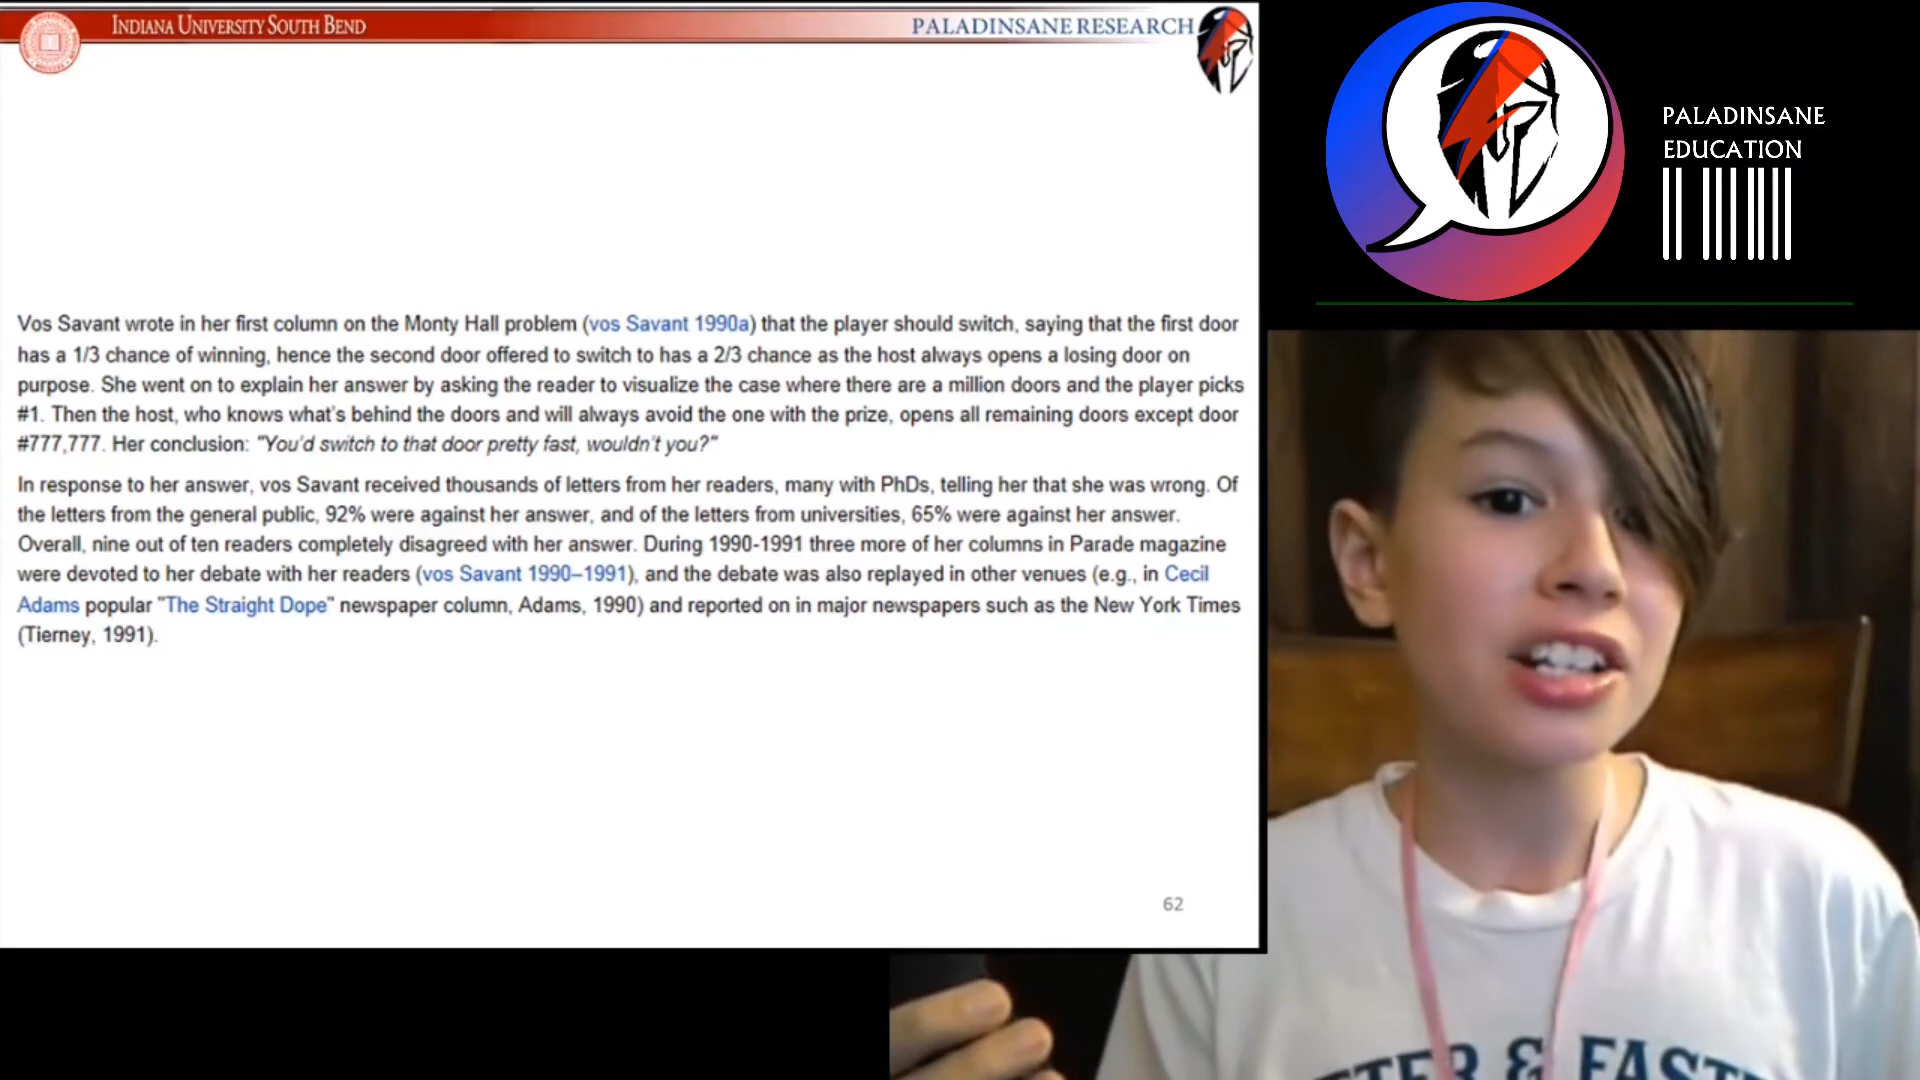 INDIANA UNIVERSITY SOUTH BEND
PALADINSANE RESEARCH
PALADINSANE
EDUCATION
Vos Savant wrote in her first column on the Monty Hall problem (vos Savant 1990a) that the player should switch, saying that the first door
has a 1/3 chance of winning, hence the second door offered to switch to has a 2/3 chance as the host always opens a losing door on
purpose. She went on to explain her answer by asking the reader to visualize the case where there are a million doors and the player picks
#1. Then the host, who knows what's behind the doors and will always avoid the one with the prize, opens all remaining doors except door
#777,777. Her conclusion: "You'd switch to that door pretty fast, wouldn't you?"
In response to her answer, vos Savant received thousands of letters from her readers, many with PhDs, telling her that she was wrong. Of
the letters from the general public, 92% were against her answer, and of the letters from universities, 65% were against her answer.
Overall, nine out of ten readers completely disagreed with her answer. During 1990-1991 three more of her columns in Parade magazine
were devoted to her debate with her readers (vos Savant 1990–1991), and the debate was also replayed in other venues (e.g., in Cecil
Adams popular "The Straight Dope" newspaper column, Adams, 1990) and reported on in major newspapers such as the New York Times
(Tierney, 1991).
62